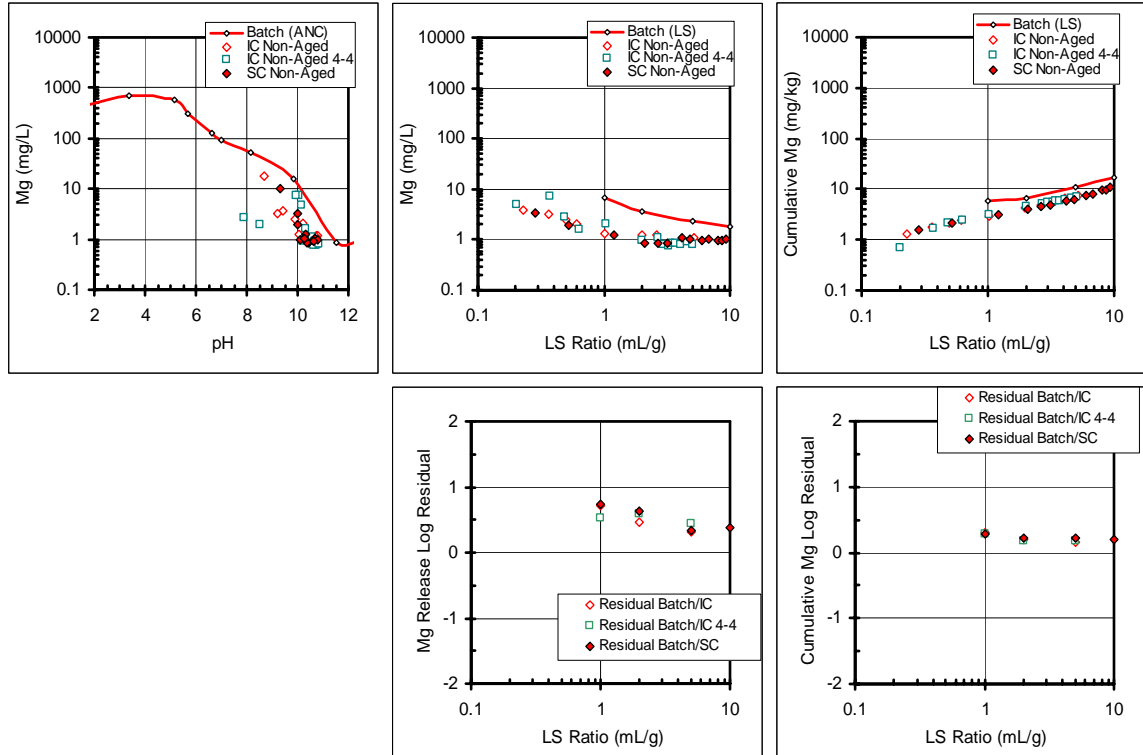 Batch (ANC)
IC Non-Aged
IC Non-Aged 4-4
SC Non-Aged
10000
1000
100
10
1
0.1
Mg (mg/L)
2 4 6 8 10 12
pH
Batch (LS)
IC Non-Aged
IC Non-Aged 4-4
SC Non-Aged
10000
1000
100
10
1
0.1
Mg (mg/L)
0.1 1 10
LS Ratio (mL/g)
Batch (LS)
IC Non-Aged
IC Non-Aged 4-4
SC Non-Aged
10000
1000
100
10
1
0.1
Cumulative Mg (mg/kg)
0.1 1 10
LS Ratio (mL/g)
2
1
0
-1
-2
Mg Release Log Residual
Residual Batch/IC
Residual Batch/IC 4-4
Residual Batch/SC
0.1 1 10
LS Ratio (mL/g)
Residual Batch/IC
Residual Batch/IC 4-4
Residual Batch/SC
2
1
0
-1
-2
Cumulative Mg Log Residual
0.1 1 10
LS Ratio (mL/g)